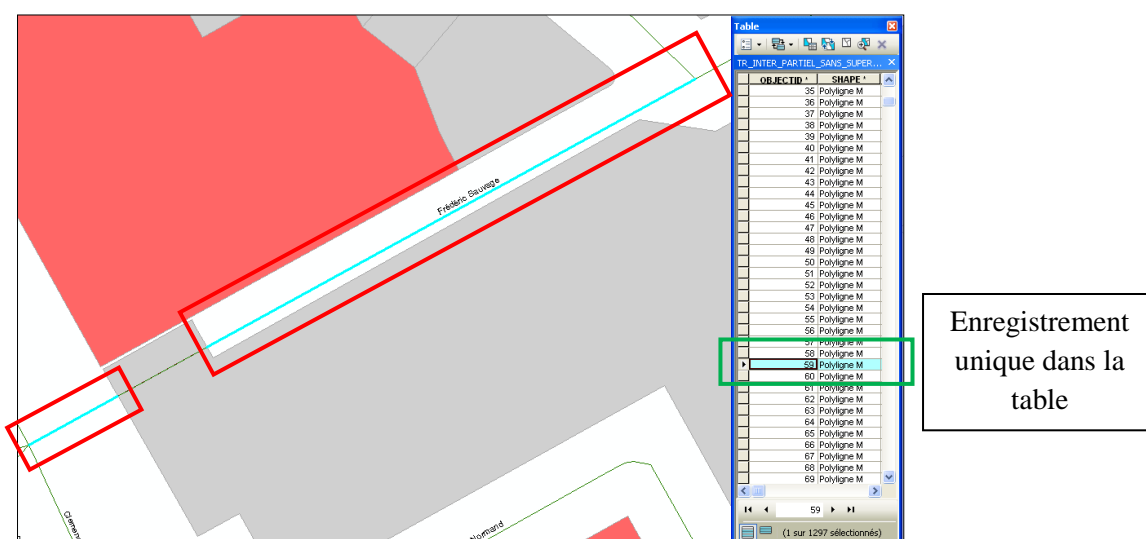 Frédéric Sauvage
Clémen
Normand
Table
TR_INTER_PARTIEL_SANS_SUPER...
OBJECTID * SHAPE *
35 Polyligne M
36 Polyligne M
37 Polyligne M
38 Polyligne M
39 Polyligne M
40 Polyligne M
41 Polyligne M
42 Polyligne M
43 Polyligne M
44 Polyligne M
45 Polyligne M
46 Polyligne M
47 Polyligne M
48 Polyligne M
49 Polyligne M
50 Polyligne M
51 Polyligne M
52 Polyligne M
53 Polyligne M
54 Polyligne M
55 Polyligne M
56 Polyligne M
57 Polyligne M
58 Polyligne M
59 Polyligne M
60 Polyligne M
61 Polyligne M
62 Polyligne M
63 Polyligne M
64 Polyligne M
65 Polyligne M
66 Polyligne M
67 Polyligne M
68 Polyligne M
69 Polyligne M
59
(1 sur 1297 sélectionnés)
Enregistrement
unique dans la
table